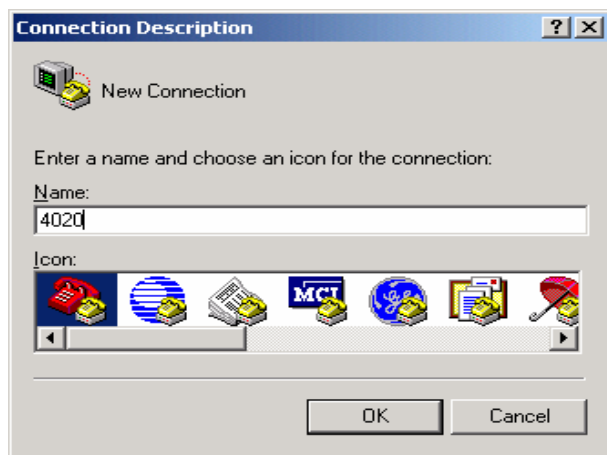 Connection Description
New Connection
Enter a name and choose an icon for the connection:
Name:
4020
Icon:
MCI
OK Cancel